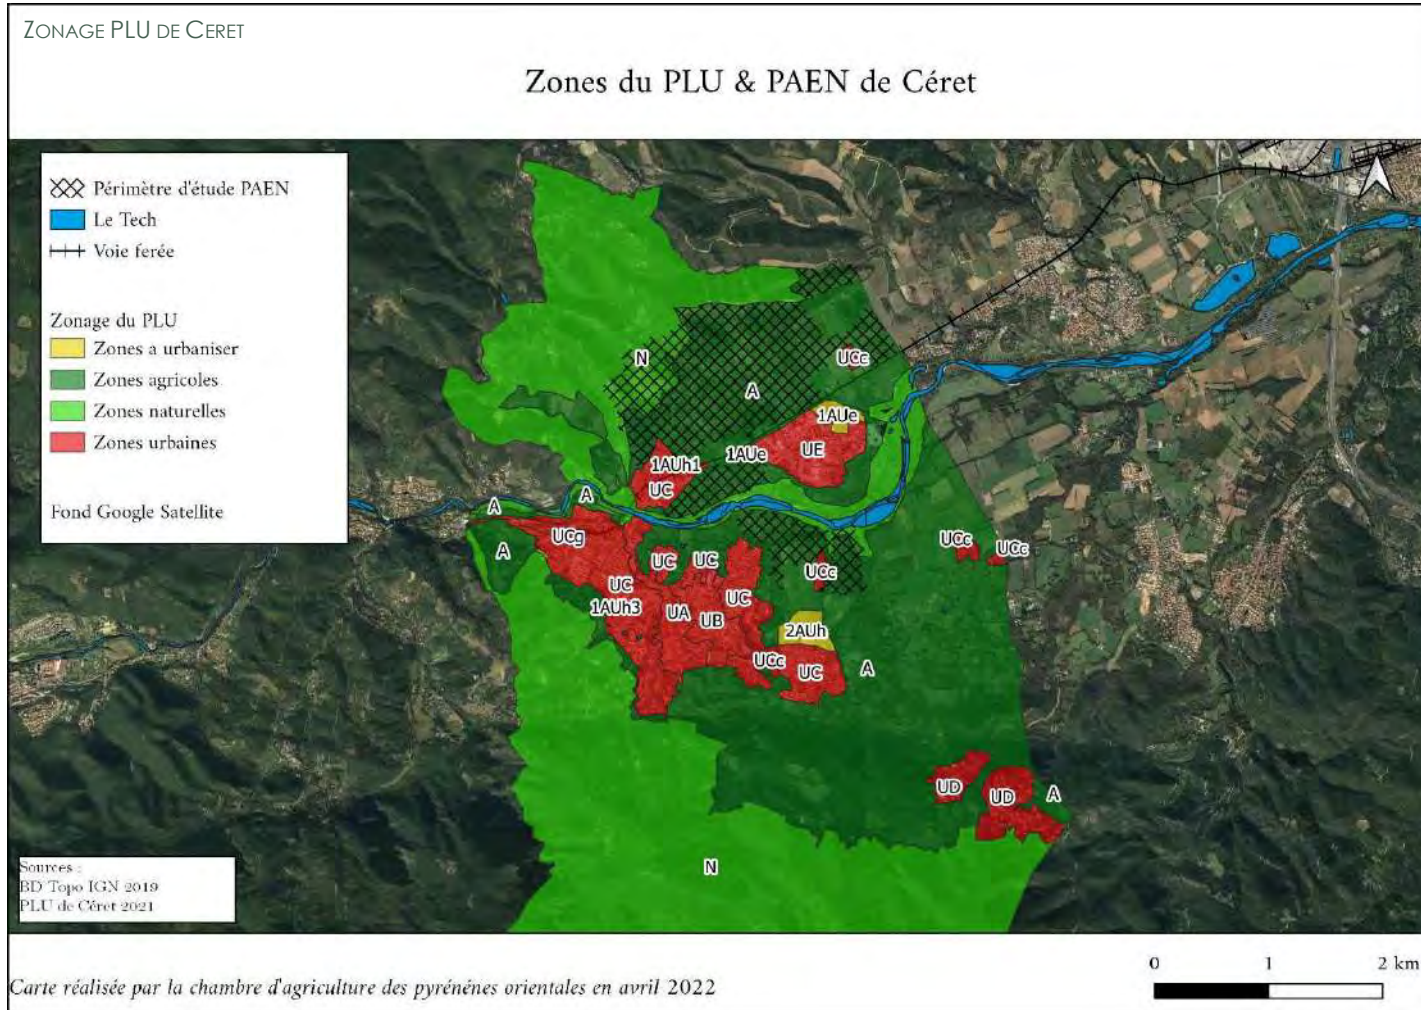 ZONAGE PLU DE CERET
Zones du PLU & PAEN de Céret
Périmètre d'étude PAEN
Le Tech
Voie ferée
Zonage du PLU
Zones a urbaniser
Zones agricoles
Zones naturelles
Zones urbaines
Fond Google Satellite
N
UCc
A
1AUe
UE
1AUe
1AUh1
UC
A
A
A
UCg
UC
UC
UCc
UCc
UCc
UC
UC
1AUh3
UA
UB
2AUh
UCc
UC
A
UD
UD
A
N
Sources :
BD Topo IGN 2019
PLU de Céret 2021
0 1 2 km
Carte réalisée par la chambre d'agriculture des pyrénénes orientales en avril 2022